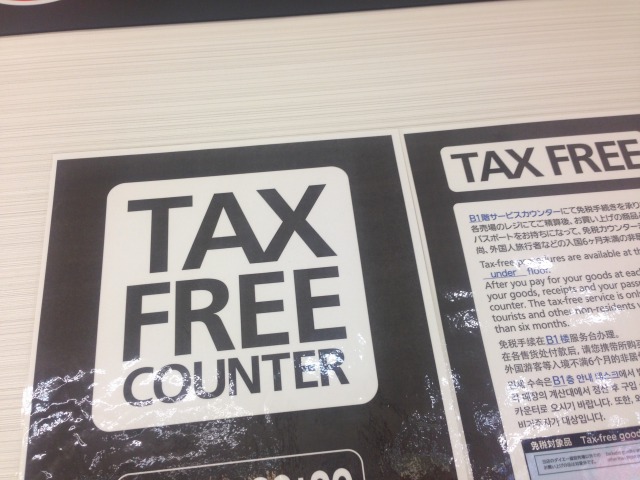 TAX
FREE
COUNTER
TAX FREE
B1階サービスカウンターにて免税手続きを承り
各売場のレジにてご精算後、お買い上げの商品
パスポートをお持ちになって、免税カウンター
尚、外国人旅行者などの入国6ヶ月未満の非
Tax-free procedures are available at the
under floor.
After you pay for your goods at ea
your goods, receipts and your pass
counter. The tax-free service is on
tourists and other non-residents w
than six months.
免税手续在B1楼服务台办理。
在各售货处付款后，请您携带所购
外国游客等入境不满6个月的非
면세 수속은 B1층 안내 데스크에서
각 매장의 계산대에서 정산 후 구입
카운터로 오시기 바랍니다. 또한, 외
비거주자가 대상입니다.
免税対象品 Tax-free good